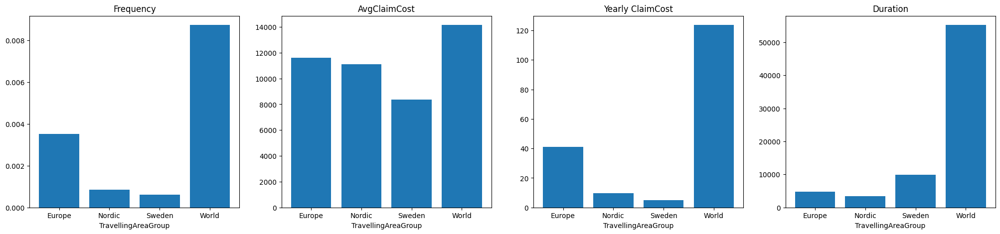 Frequency
0.008
0.006
0.004
0.002
0.000
Europe Nordic Sweden World
TravellingAreaGroup
AvgClaimCost
14000
12000
10000
8000
6000
4000
2000
0
Europe Nordic Sweden World
TravellingAreaGroup
Yearly ClaimCost
120
100
80
60
40
20
0
Europe Nordic Sweden World
TravellingAreaGroup
Duration
50000
40000
30000
20000
10000
0
Europe Nordic Sweden World
TravellingAreaGroup